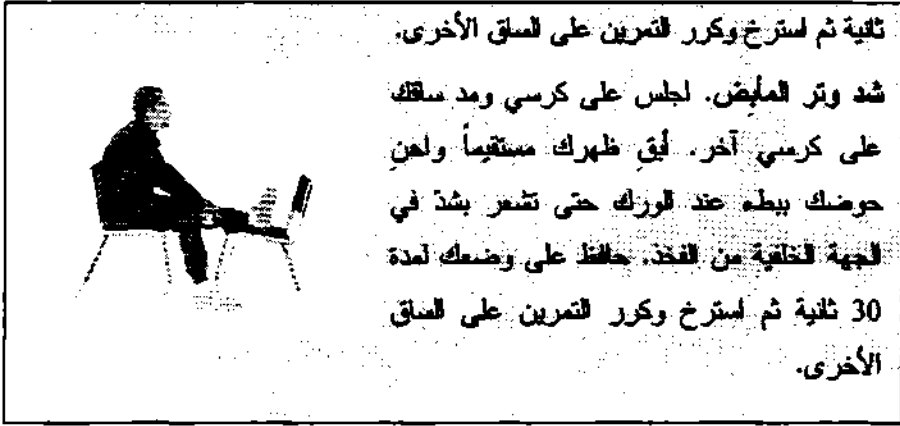 ثانية ثم استرخ وكرر التمرين على الساق الأخرى.
شد وتر المأبِض. اجلس على كرسي ومد ساقك
على كرسي آخر. أبقِ ظهرك مستقيماً واحنِ
حوضك ببطء عند الورك حتى تشعر بشدّ في
الجهة الخلفية من الفخذ. حافظ على وضعك لمدة
30 ثانية ثم استرخ وكرر التمرين على الساق
الأخرى.